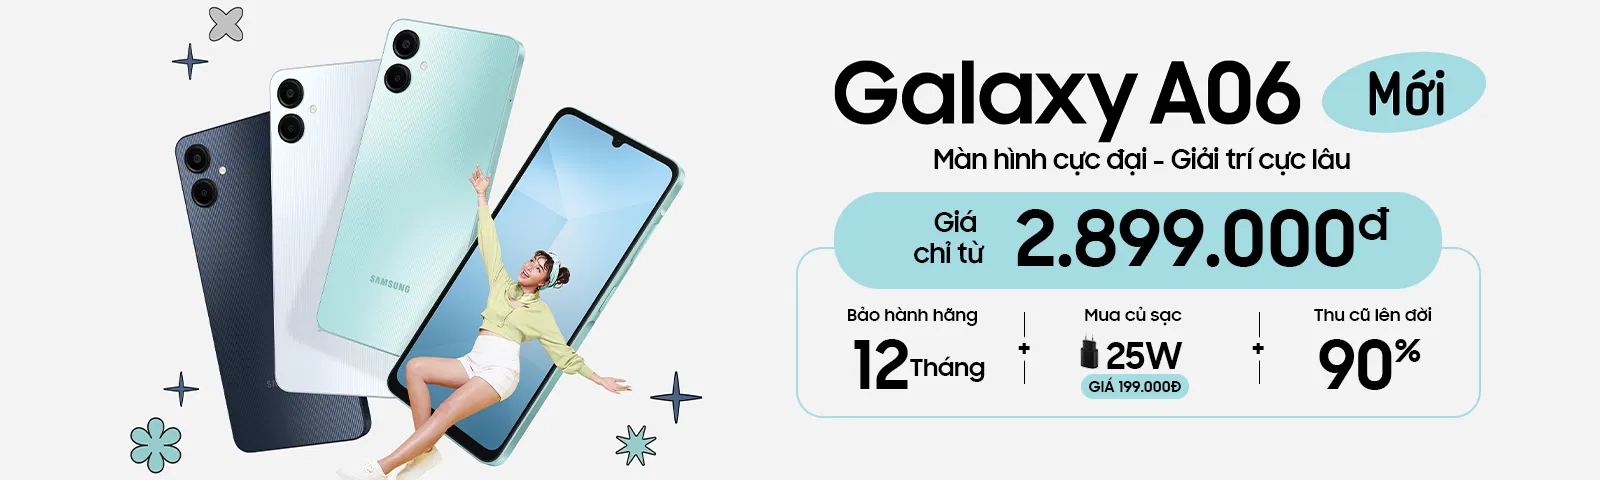 SAMSUNG
Galaxy A06 Mới
Màn hình cực đại - Giải trí cực lâu
Giá
chỉ từ
2.899.000đ
Bảo hành hãng
12 Tháng
+
Mua củ sạc
25W
GIÁ 199.000Đ
+
Thu cũ lên đời
90%